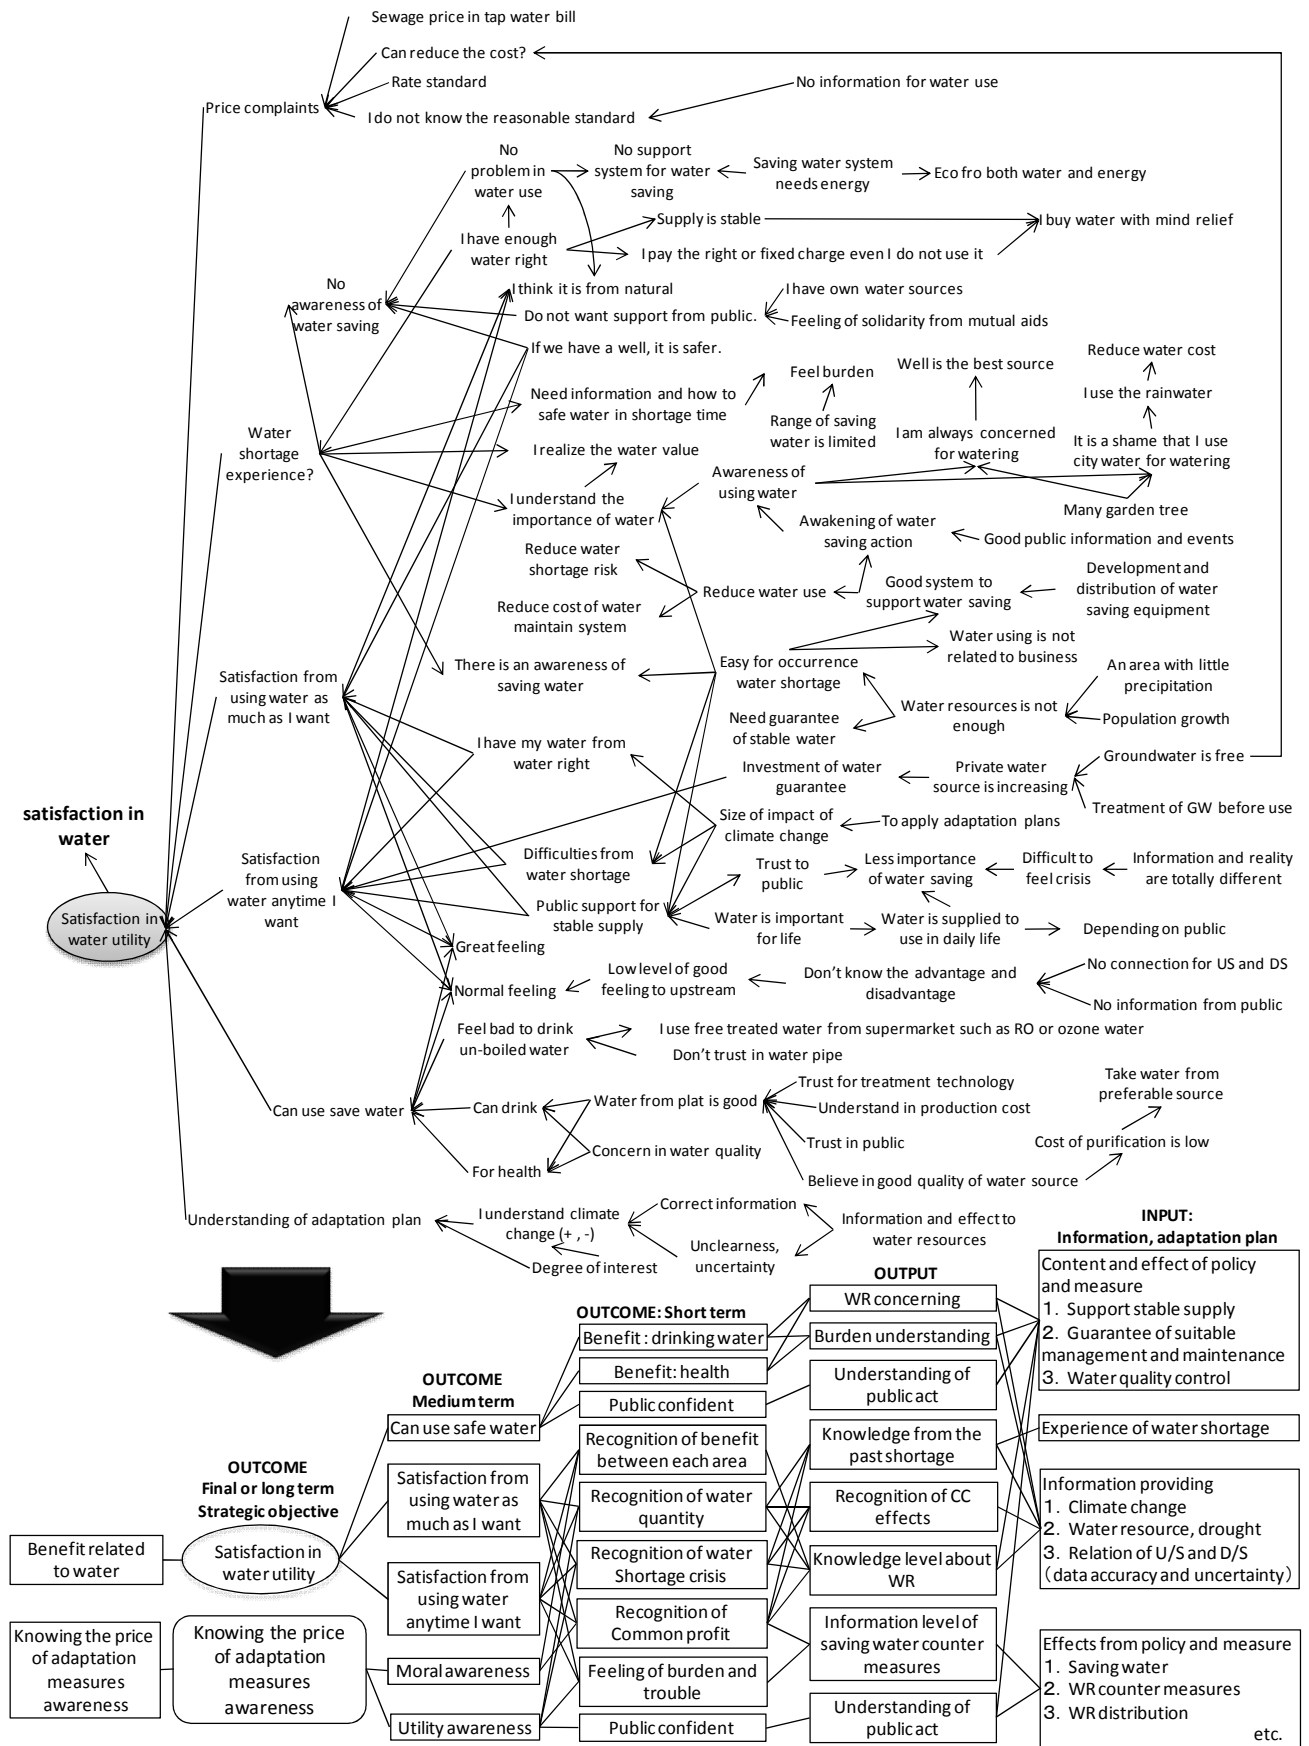 Sewage price in tap water bill
Can reduce the cost?
Rate standard
No information for water use
Price complaints
I do not know the reasonable standard
No
problem in
water use
No support
system for water
saving
Saving water system
needs energy
Eco fro both water and energy
Supply is stable
I buy water with mind relief
I have enough
water right
I pay the right or fixed charge even I do not use it
No
awareness of
water saving
I think it is from natural
I have own water sources
Do not want support from public.
Feeling of solidarity from mutual aids
If we have a well, it is safer.
Need information and how to
safe water in shortage time
Feel burden
Range of saving
water is limited
Well is the best source
I am always concerned
for watering
Reduce water cost
I use the rainwater
It is a shame that I use
city water for watering
Many garden tree
Water
shortage
experience?
I realize the water value
I understand the
importance of water
Awareness of
using water
Awakening of water
saving action
Good public information and events
Reduce water
shortage risk
Reduce water use
Good system to
support water saving
Development and
distribution of water
saving equipment
Reduce cost of water
maintain system
Water using is not
related to business
There is an awareness of
saving water
Easy for occurrence
water shortage
An area with little
precipitation
Satisfaction from
using water as
much as I want
Need guarantee
of stable water
Water resources is not
enough
Population growth
I have my water from
water right
Investment of water
guarantee
Private water
source is increasing
Groundwater is free
Treatment of GW before use
satisfaction in
water
Size of impact of
climate change
To apply adaptation plans
Satisfaction
from using
water anytime I
want
Difficulties from
water shortage
Trust to
public
Less importance
of water saving
Difficult to
feel crisis
Information and reality
are totally different
Satisfaction in
water utility
Public support for
stable supply
Water is important
for life
Water is supplied to
use in daily life
Depending on public
Great feeling
Normal feeling
Low level of good
feeling to upstream
Don't know the advantage and
disadvantage
No connection for US and DS
No information from public
Feel bad to drink
un-boiled water
I use free treated water from supermarket such as RO or ozone water
Don't trust in water pipe
Can use save water
Can drink
Water from plat is good
Trust for treatment technology
Understand in production cost
Take water from
preferable source
Trust in public
Cost of purification is low
Concern in water quality
For health
Believe in good quality of water source
Understanding of adaptation plan
I understand climate
change (+ , -)
Correct information
Unclearness,
uncertainty
Information and effect to
water resources
Degree of interest
INPUT:
Information, adaptation plan
OUTPUT
OUTCOME: Short term
OUTCOME
Medium term
OUTCOME
Final or long term
Strategic objective
Content and effect of policy
and measure
1. Support stable supply
2. Guarantee of suitable
management and maintenance
3. Water quality control
WR concerning
Benefit : drinking water
Burden understanding
Benefit: health
Understanding of
public act
Public confident
Can use safe water
Recognition of benefit
between each area
Knowledge from the
past shortage
Experience of water shortage
Satisfaction from
using water as
much as I want
Recognition of water
quantity
Recognition of CC
effects
Information providing
1. Climate change
2. Water resource, drought
3. Relation of U/S and D/S
(data accuracy and uncertainty)
Benefit related
to water
Satisfaction in
water utility
Satisfaction from
using water
anytime I want
Recognition of water
Shortage crisis
Knowledge level about
WR
Recognition of
Common profit
Information level of
saving water counter
measures
Knowing the price
of adaptation
measures
awareness
Knowing the price
of adaptation
measures
awareness
Moral awareness
Feeling of burden and
trouble
Effects from policy and measure
1. Saving water
2. WR counter measures
3. WR distribution
etc.
Utility awareness
Public confident
Understanding of
public act